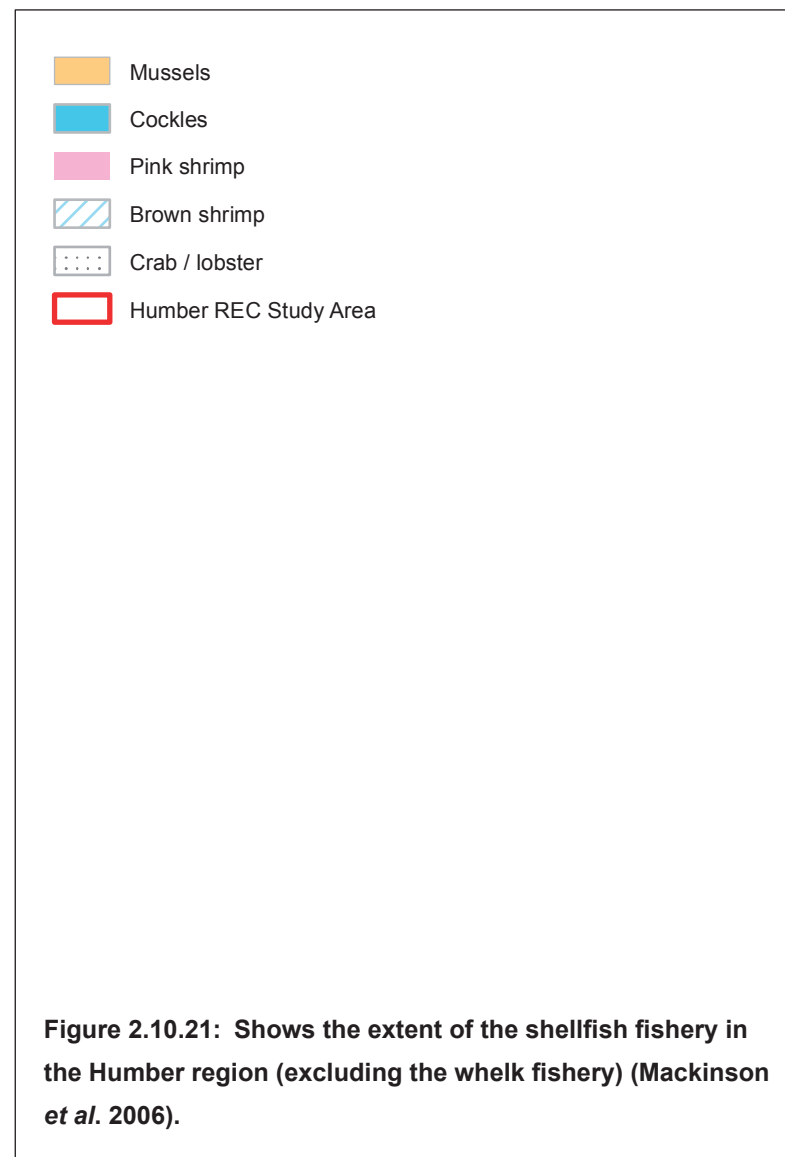 Mussels
Cockles
Pink shrimp
Brown shrimp
Crab / lobster
Humber REC Study Area
Figure 2.10.21: Shows the extent of the shellfish fishery in
the Humber region (excluding the whelk fishery) (Mackinson
et al. 2006).